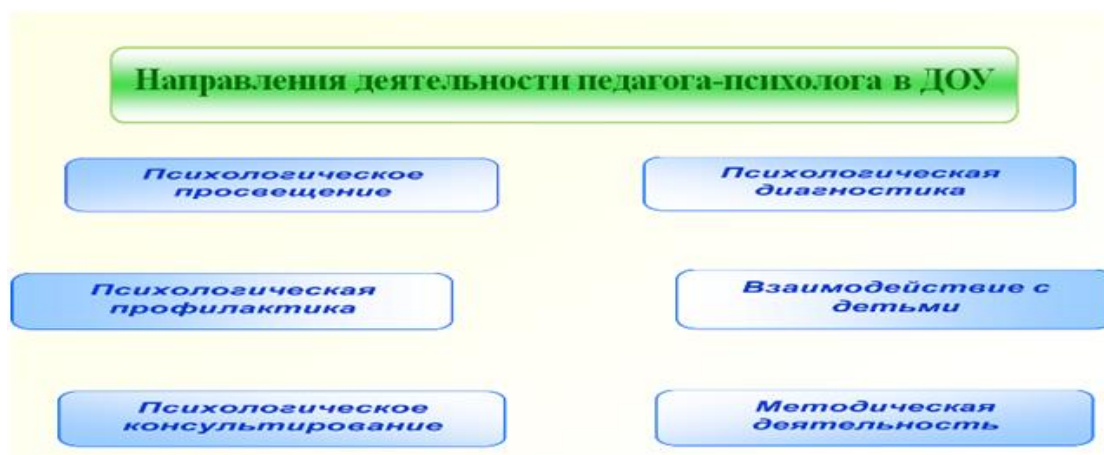 Направления деятельности педагога-психолога в ДОУ
Психологическое
просвещение
Психологическая
диагностика
Психологическая
профилактика
Взаимодействие с
детьми
Психологическое
консультирование
Методическая
деятельность